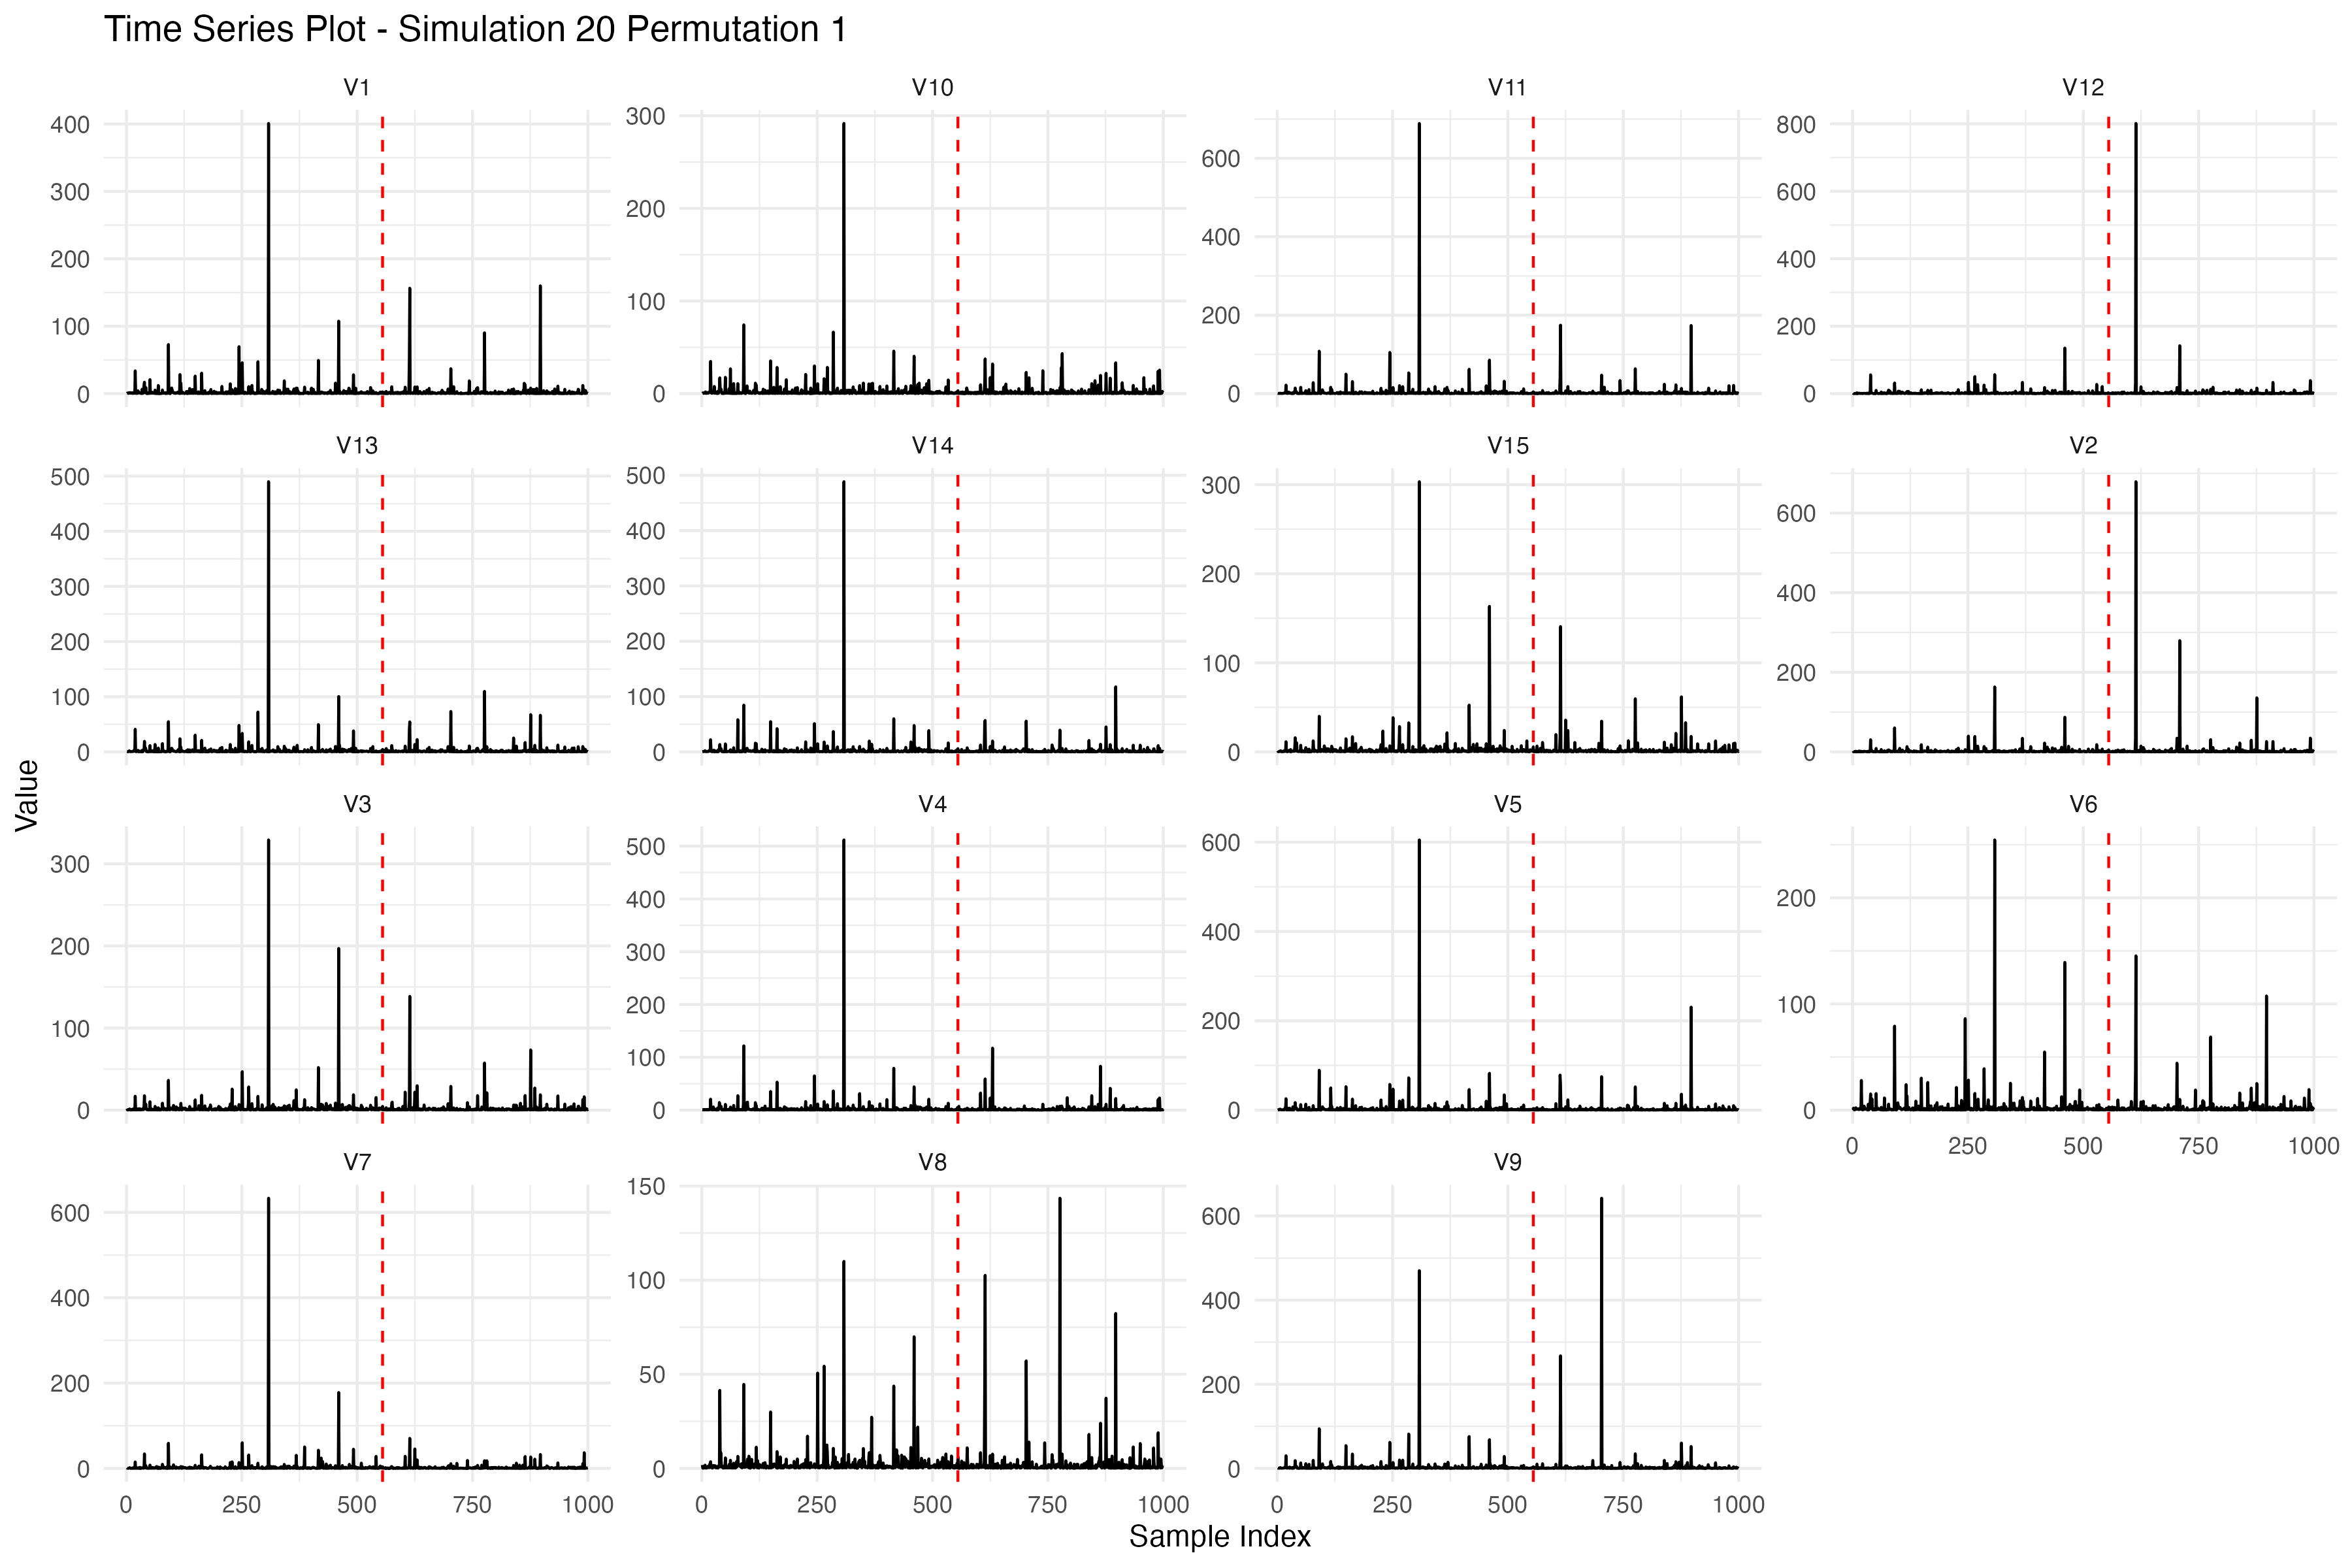 Time Series Plot - Simulation 20 Permutation 1
V1 V10 V11 V12
400 300 600 800
300 200 400 600
200 100 200 400
100 0 0 200
0 0
V13 V14 V15 V2
500 500 300 600
400 400 200 400
300 300 100 200
200 200 0 0
100 100
0 0
Value
V3 V4 V5 V6
300 500 600 200
200 400 400 100
100 300 200 0
0 200 0
100
0
0 250 500 750 1000
V7 V8 V9
600 150 600
400 100 400
200 50 200
0 0 0
0 250 500 750 1000 0 250 500 750 1000 0 250 500 750 1000
Sample Index